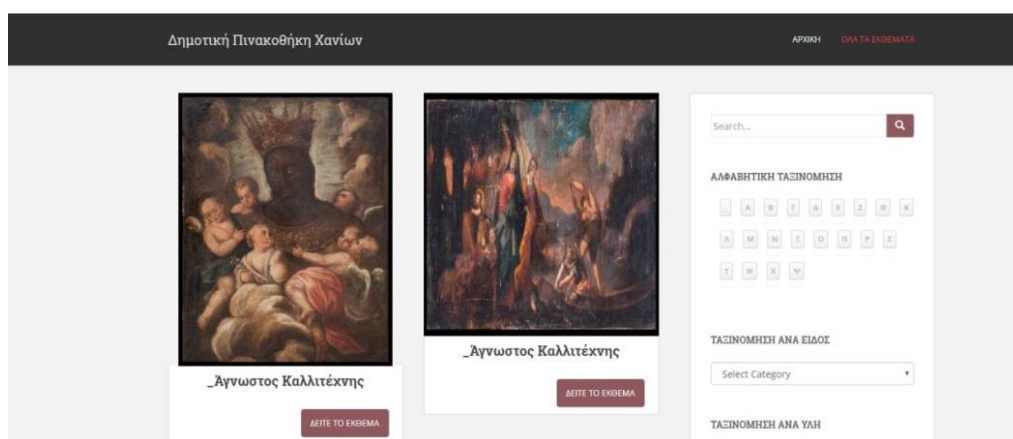 Δημοτική Πινακοθήκη Χανίων
ΑΡΧΙΚΗ ΟΛΑ ΤΑ ΕΚΘΕΜΑΤΑ
_Άγνωστος Καλλιτέχνης
ΔΕΙΤΕ ΤΟ ΕΚΘΕΜΑ
_Άγνωστος Καλλιτέχνης
ΔΕΙΤΕ ΤΟ ΕΚΘΕΜΑ
Search...
ΑΛΦΑΒΗΤΙΚΗ ΤΑΞΙΝΟΜΗΣΗ
_ Α Β Γ Δ Ε Ζ Θ Κ
Λ Μ Ν Ξ Ο Π Ρ Σ
Τ Φ Χ Ψ
ΤΑΞΙΝΟΜΗΣΗ ΑΝΑ ΕΙΔΟΣ
Select Category
ΤΑΞΙΝΟΜΗΣΗ ΑΝΑ ΥΛΗ